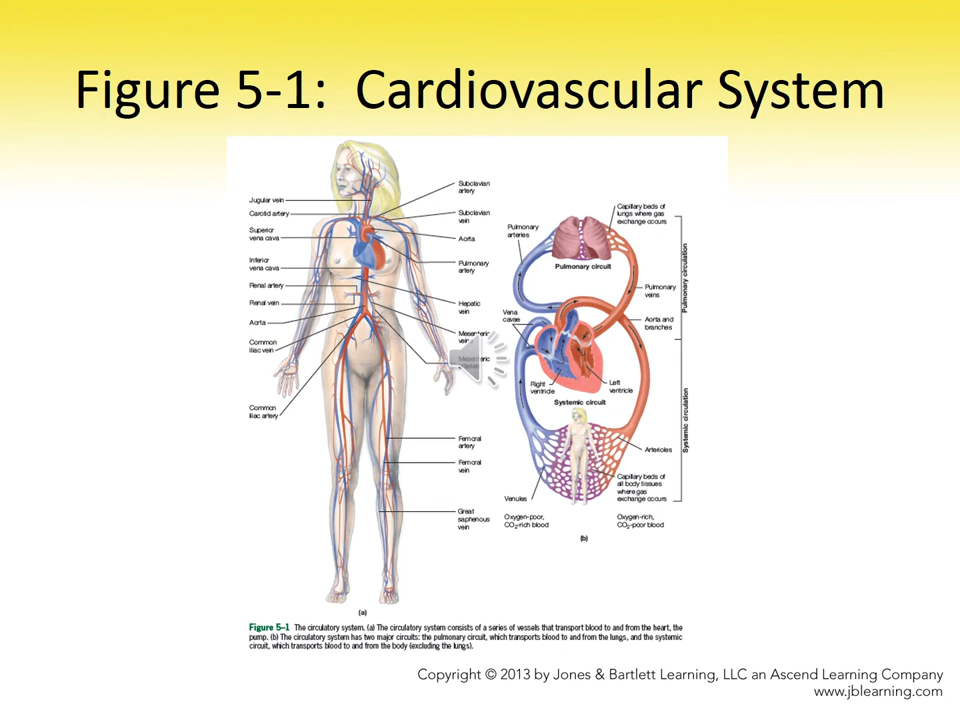 Figure 5-1: Cardiovascular System
Jugular vein
Carotid artery
Superior
vena cava
Inferior
vena cava
Renal artery
Renal vein
Aorta
Common
iliac vein
Common
iliac artery
Subclavian
artery
Subclavian
vein
Aorta
Pulmonary
artery
Hepatic
vein
Mesenteric
Femoral
artery
Femoral
vein
Great
saphenous
vein
(a)
Pulmonary
arteries
Capillary beds of
lungs where gas
exchange occurs
Pulmonary circuit
Pulmonary
veins
Pulmonary circulation
Vena
cavae
Aorta and
branches
Right
ventricle
Left
ventricle
Systemic circuit
Systemic circulation
Arterioles
Capillary beds of
all body tissues
where gas
exchange occurs
Venules
Oxygen-poor,
CO₂-rich blood
Oxygen-rich,
CO₂-poor blood
(b)
Figure 5–1 The circulatory system. (a) The circulatory system consists of a series of vessels that transport blood to and from the heart, the
pump. (b) The circulatory system has two major circuits: the pulmonary circuit, which transports blood to and from the lungs, and the systemic
circuit, which transports blood to and from the body (excluding the lungs).
Copyright © 2013 by Jones & Bartlett Learning, LLC an Ascend Learning Company
www.jblearning.com